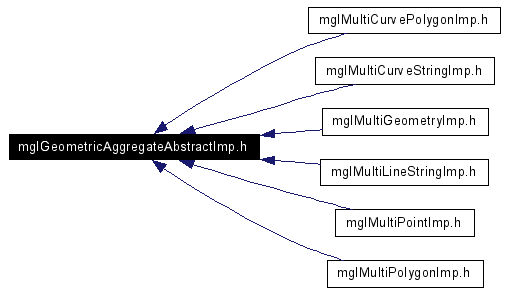 mglMultiCurvePolygonImp.h
mglMultiCurveStringImp.h
mglMultiGeometryImp.h
mglGeometricAggregateAbstractImp.h
mglMultiLineStringImp.h
mglMultiPointImp.h
mglMultiPolygonImp.h